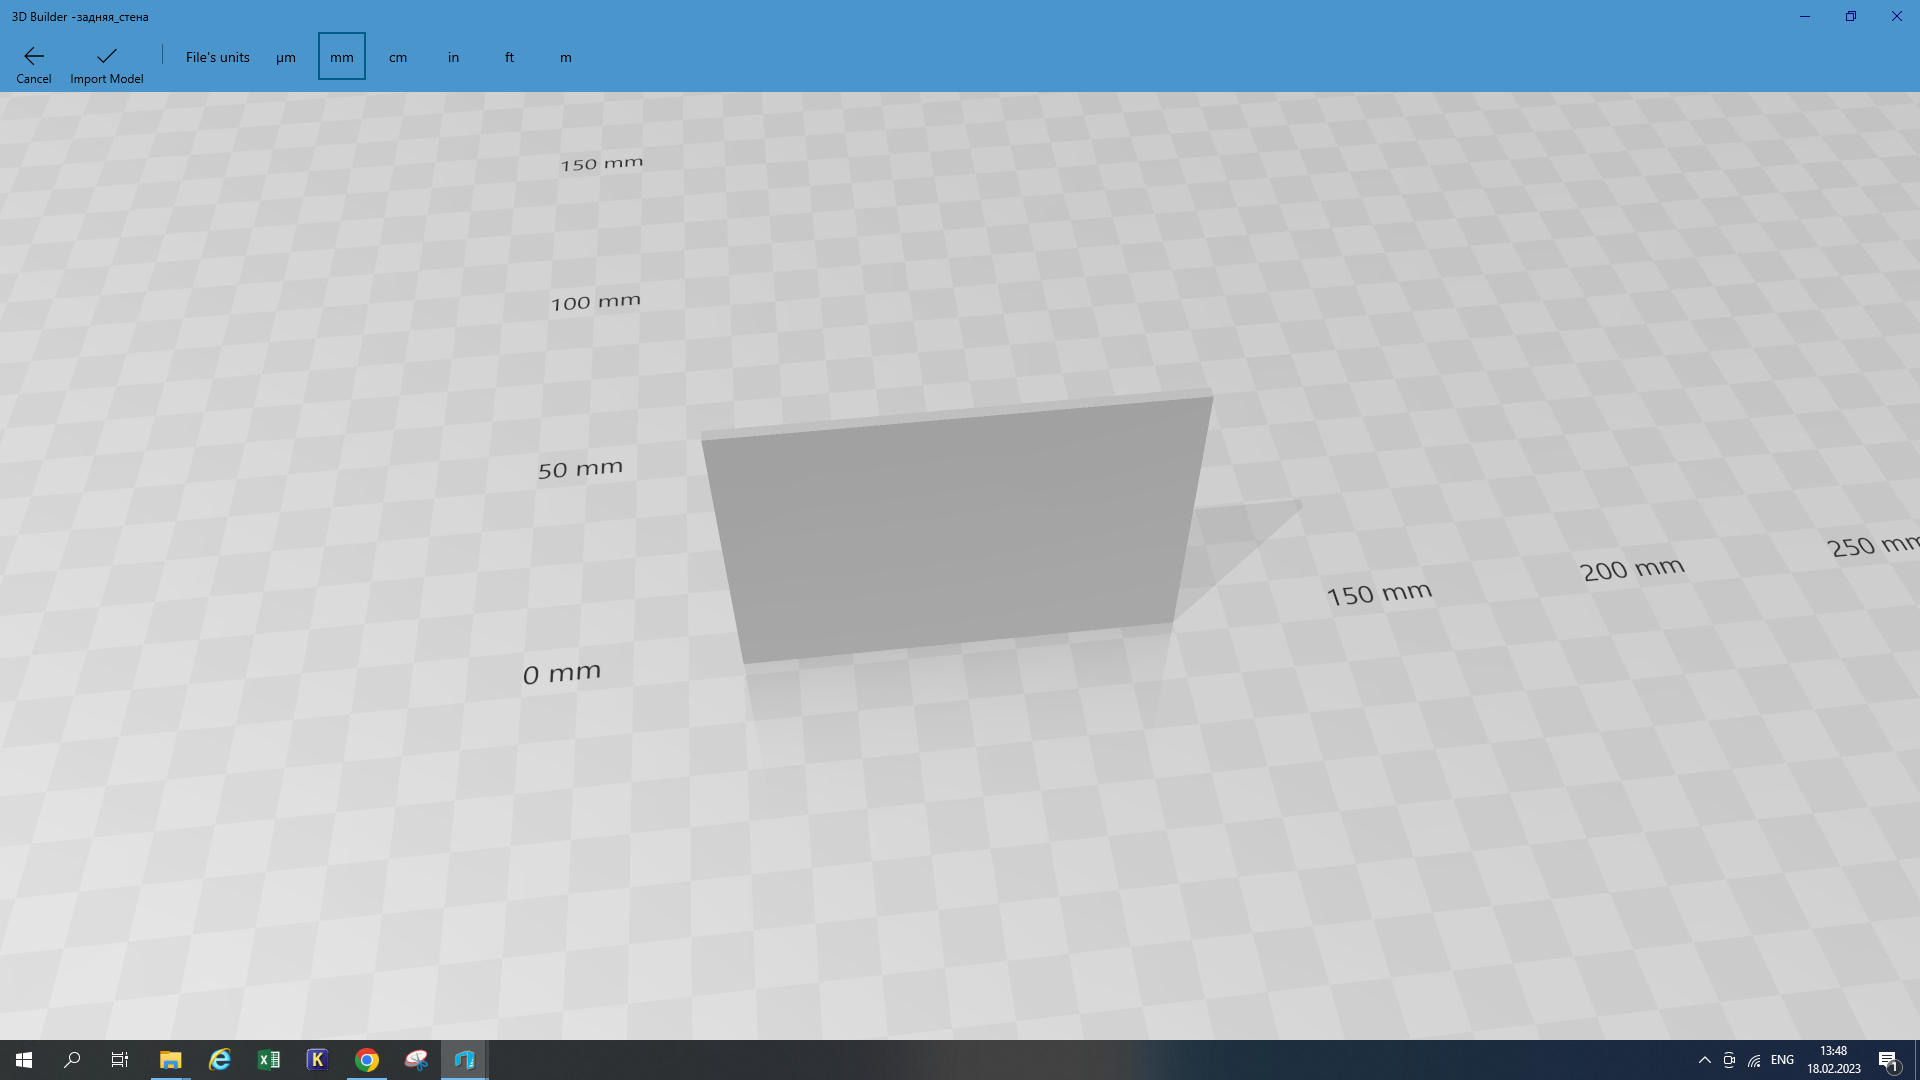 3D Builder -задняя_стена
Cancel
Import Model
File's units
µm
mm
cm
in
ft
m
150 mm
100 mm
50 mm
0 mm
150 mm
200 mm
250 mm
K
ENG
13:48
18.02.2023
1